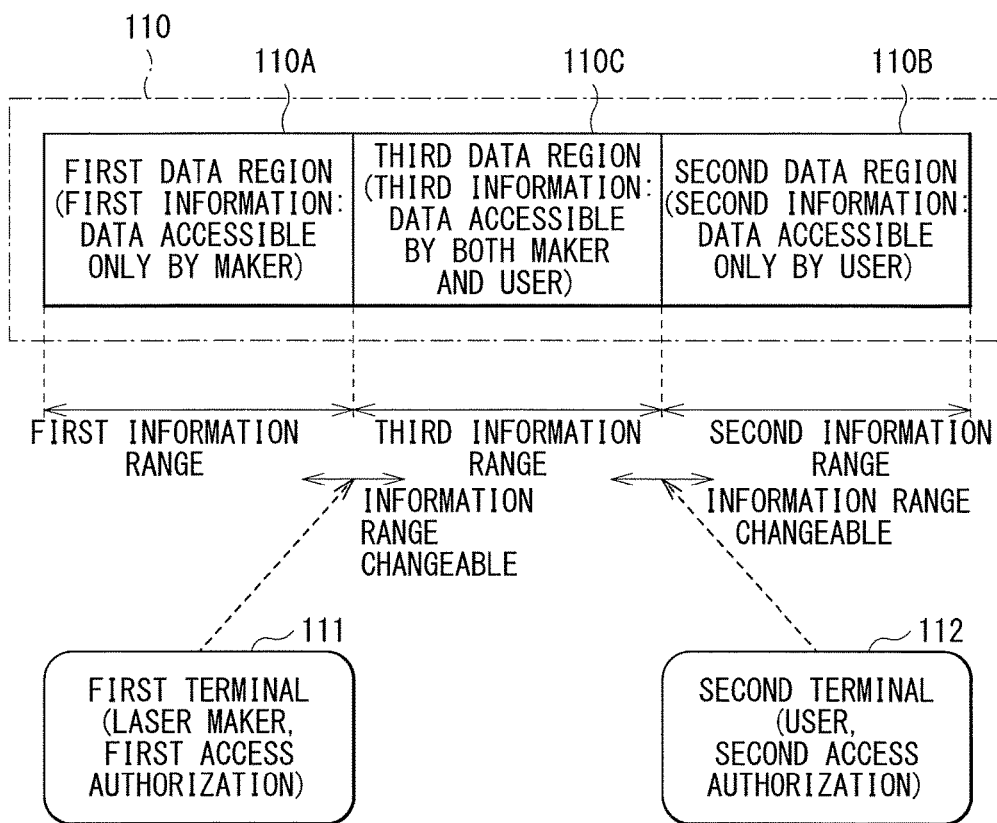 110
110A
110C
110B
FIRST DATA REGION
(FIRST INFORMATION:
DATA ACCESSIBLE
ONLY BY MAKER)
THIRD DATA REGION
(THIRD INFORMATION:
DATA ACCESSIBLE
BY BOTH MAKER
AND USER)
SECOND DATA REGION
(SECOND INFORMATION:
DATA ACCESSIBLE
ONLY BY USER)
FIRST INFORMATION
RANGE
THIRD INFORMATION
RANGE
SECOND INFORMATION
RANGE
INFORMATION
RANGE
CHANGEABLE
INFORMATION RANGE
CHANGEABLE
111
FIRST TERMINAL
(LASER MAKER,
FIRST ACCESS
AUTHORIZATION)
112
SECOND TERMINAL
(USER,
SECOND ACCESS
AUTHORIZATION)